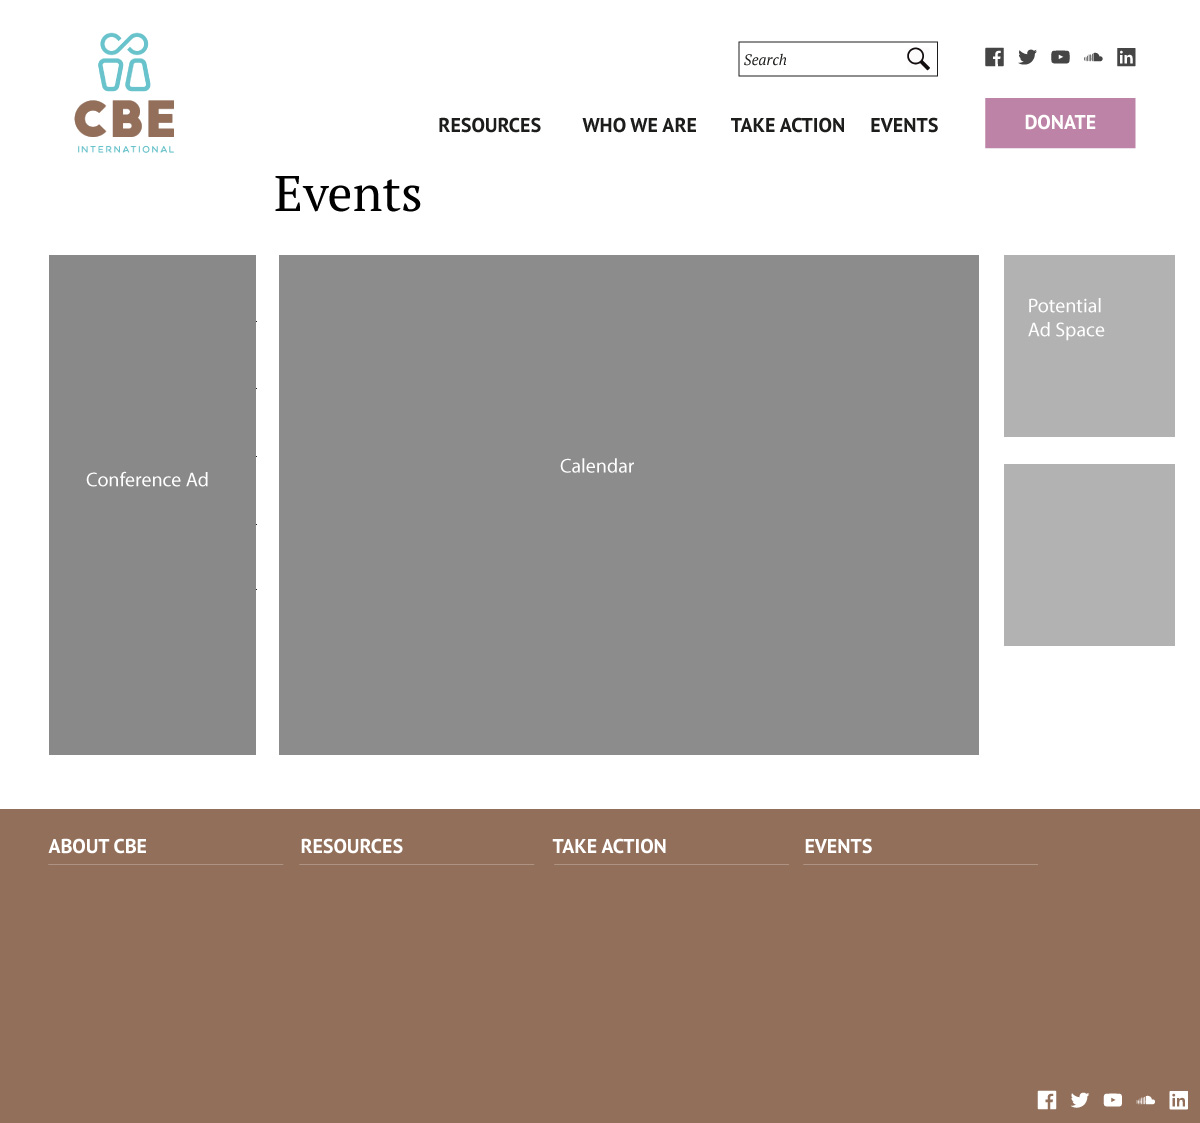 CBE
INTERNATIONAL
Search
RESOURCES WHO WE ARE TAKE ACTION EVENTS
DONATE
Events
Conference Ad
Calendar
Potential
Ad Space
ABOUT CBE RESOURCES TAKE ACTION EVENTS